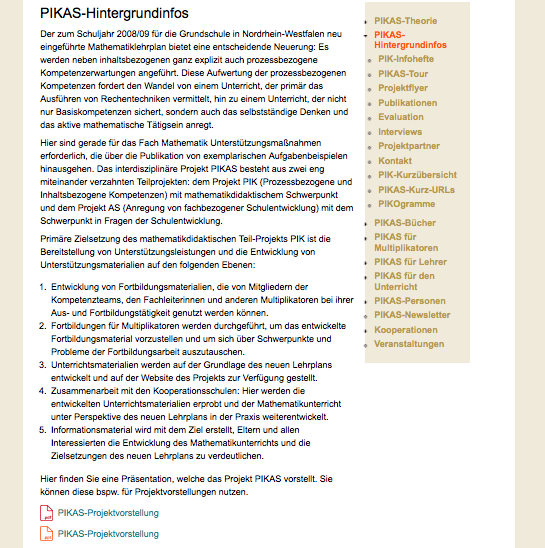 PIKAS-Hintergrundinfos
Der zum Schuljahr 2008/09 für die Grundschule in Nordrhein-Westfalen neu
eingeführte Mathematiklehrplan bietet eine entscheidende Neuerung: Es
werden neben inhaltsbezogenen ganz explizit auch prozessbezogene
Kompetenzerwartungen angeführt. Diese Aufwertung der prozessbezogenen
Kompetenzen fordert den Wandel von einem Unterricht, der primär das
Ausführen von Rechentechniken vermittelt, hin zu einem Unterricht, der nicht
nur Basiskompetenzen sichert, sondern auch das selbstständige Denken und
das aktive mathematische Tätigsein anregt.
Hier sind gerade für das Fach Mathematik Unterstützungsmaßnahmen
erforderlich, die über die Publikation von exemplarischen Aufgabenbeispielen
hinausgehen. Das interdisziplinäre Projekt PIKAS besteht aus zwei eng
miteinander verzahnten Teilprojekten: dem Projekt PIK (Prozessbezogene und
Inhaltsbezogene Kompetenzen) mit mathematikdidaktischem Schwerpunkt
und dem Projekt AS (Anregung von fachbezogener Schulentwicklung) mit dem
Schwerpunkt in Fragen der Schulentwicklung.
Primäre Zielsetzung des mathematikdidaktischen Teil-Projekts PIK ist die
Bereitstellung von Unterstützungsleistungen und die Entwicklung von
Unterstützungsmaterialien auf den folgenden Ebenen:
1. Entwicklung von Fortbildungsmaterialien, die von Mitgliedern der
Kompetenzteams, den Fachleiterinnen und anderen Multiplikatoren bei ihrer
Aus- und Fortbildungstätigkeit genutzt werden können.
2. Fortbildungen für Multiplikatoren werden durchgeführt, um das entwickelte
Fortbildungsmaterial vorzustellen und um sich über Schwerpunkte und
Probleme der Fortbildungsarbeit auszutauschen.
3. Unterrichtsmaterialien werden auf der Grundlage des neuen Lehrplans
entwickelt und auf der Website des Projekts zur Verfügung gestellt.
4. Zusammenarbeit mit den Kooperationsschulen: Hier werden die
entwickelten Unterrichtsmaterialien erprobt und der Mathematikunterricht
unter Perspektive des neuen Lehrplans in der Praxis weiterentwickelt.
5. Informationsmaterial wird mit dem Ziel erstellt, Eltern und allen
Interessierten die Entwicklung des Mathematikunterrichts und die
Zielsetzungen des neuen Lehrplans zu verdeutlichen.
Hier finden Sie eine Präsentation, welche das Projekt PIKAS vorstellt. Sie
können diese bspw. für Projektvorstellungen nutzen.
PIKAS-Projektvorstellung
PIKAS-Projektvorstellung
PIKAS-Theorie
PIKAS-
Hintergrundinfos
PIK-Infohefte
PIKAS-Tour
Projektflyer
Publikationen
Evaluation
Interviews
Projektpartner
Kontakt
PIK-Kurzübersicht
PIKAS-Kurz-URLs
PIKOgramme
PIKAS-Bücher
PIKAS für
Multiplikatoren
PIKAS für Lehrer
PIKAS für den
Unterricht
PIKAS-Personen
PIKAS-Newsletter
Kooperationen
Veranstaltungen